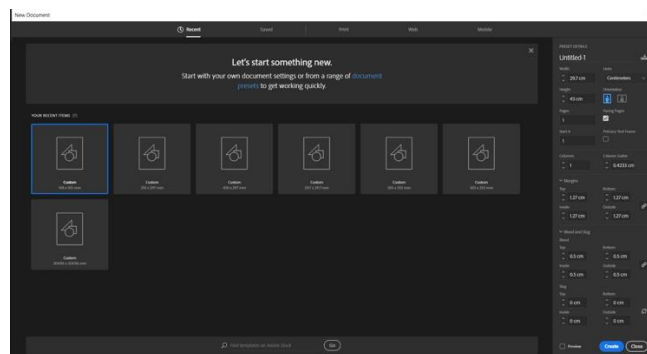 New Document
Recent
Saved
Print
Web
Mobile
Let's start something new.
Start with your own document settings or from a range of document
presets to get working quickly.
YOUR RECENT ITEMS
Custom
Custom
Custom
Custom
Custom
Custom
Custom
Find templates on Adobe Stock
Go
PRESET DETAILS
Untitled-1
Width
Units
29.7 cm
Centimeters
Height
Orientation
43 cm
Pages
Facing Pages
1
Start #
Primary Text Frame
1
Columns
Column Gutter
1
0.4233 cm
Margins
Top
Bottom
1.27 cm
1.27 cm
Inside
Outside
1.27 cm
1.27 cm
Bleed and Slug
Bleed
Top
Bottom
0.5 cm
0.5 cm
Inside
Outside
0.5 cm
0.5 cm
Slug
Top
Bottom
0 cm
0 cm
Inside
Outside
0 cm
0 cm
Preview
Create
Close